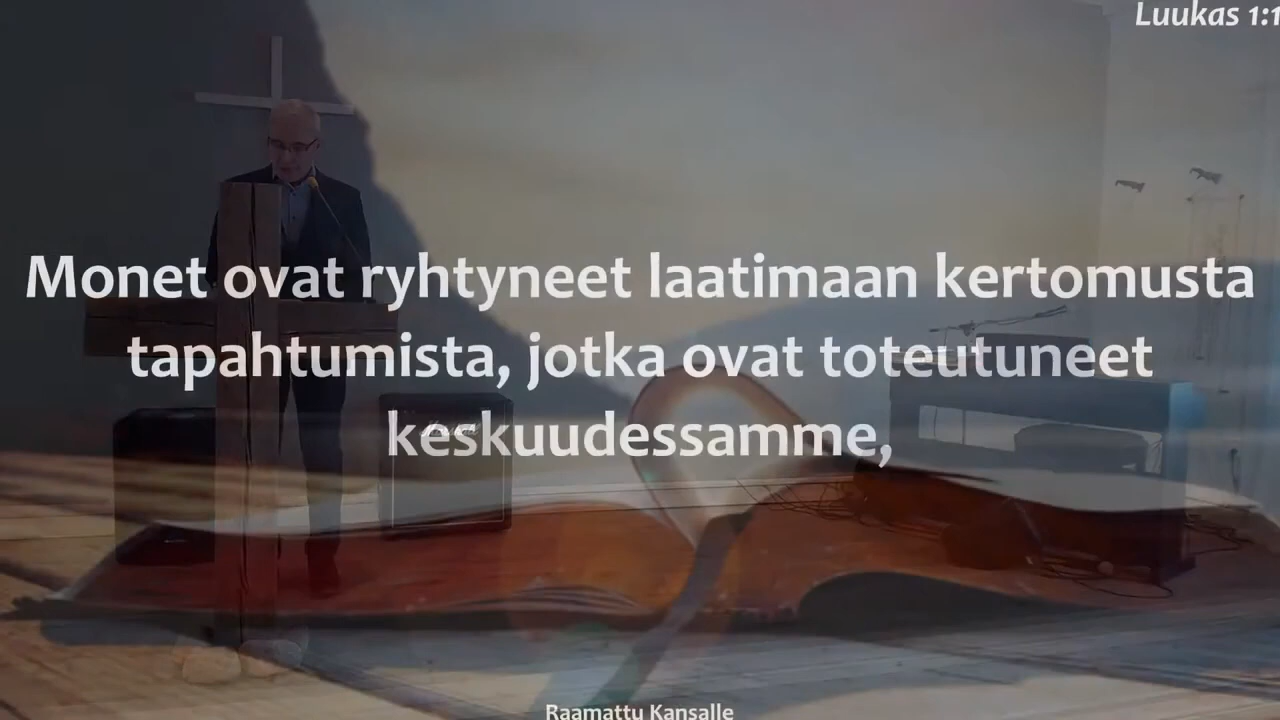 Luukas 1:1
Monet ovat ryhtyneet laatimaan kertomusta
tapahtumista, jotka ovat toteutuneet
keskuudessamme,
Raamattu Kansalle